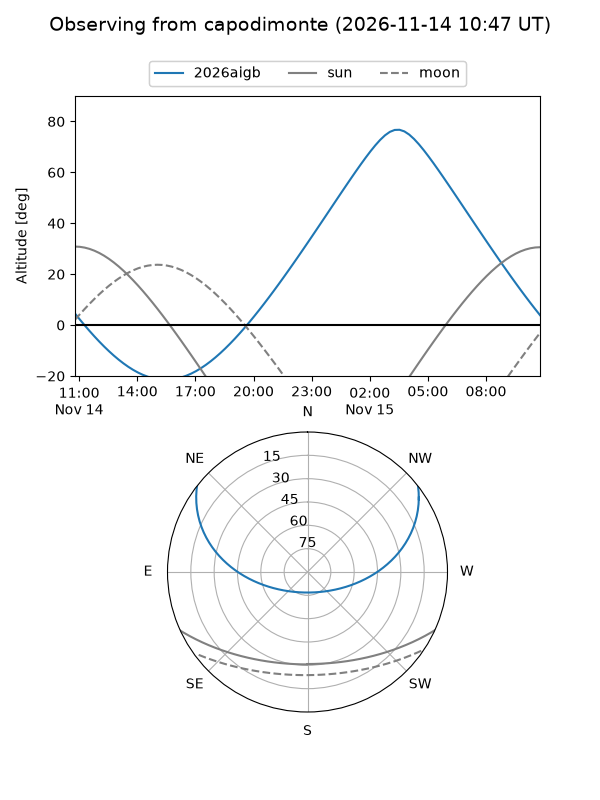 Observing from capodimonte (2026-11-14 10:47 UT)
2026aigb sun moon
Altitude [deg]
80
60
40
20
0
−20
11:00 14:00 17:00 20:00 23:00 02:00 05:00 08:00
Nov 14 Nov 15
N
NE NW
15
30
45
60
75
E W
SE SW
S